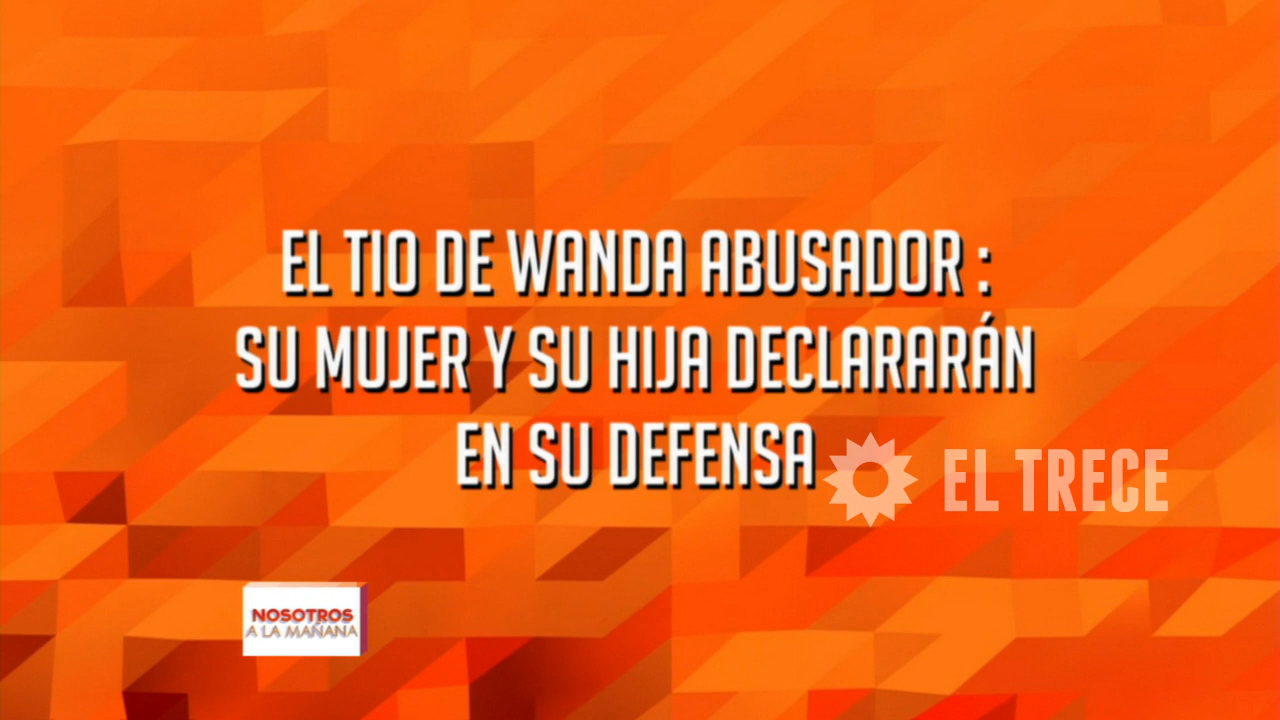 EL TIO DE WANDA ABUSADOR :
SU MUJER Y SU HIJA DECLARARÁN
EN SU DEFENSA
EL TRECE
NOSOTROS
A LA MAÑANA